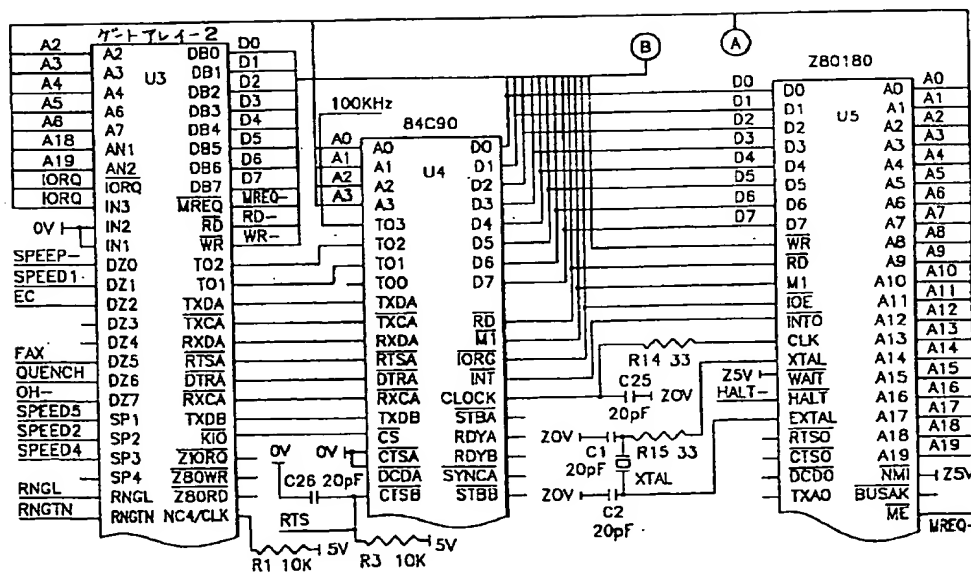 ゲートアレイー2
U3
A2
A3
A4
A5
A6
A18
A19
IORQ
IORQ
0V
SPEEP-
SPEED1
EC
FAX
QUENCH
OH-
SPEED5
SPEED2
SPEED4
RNGL
RNGTN
A2
A3
A4
A6
A7
AN1
AN2
IORQ
IN3
IN2
IN1
DZ0
DZ1
DZ2
DZ3
DZ4
DZ5
DZ6
DZ7
SP1
SP2
SP3
SP4
RNGL
RNGTN
DB0
DB1
DB2
DB3
DB4
DB5
DB6
DB7
MREQ
RD
WR
TO2
TO1
TXDA
TXCA
RXDA
RTSA
DTRA
RXCA
TXDB
KIO
Z1ORQ
Z80WR
Z80RD
NC4/CLK
D0
D1
D2
D3
D4
D5
D6
D7
MREQ-
RD-
WR-
R1 10K
5V
100KHz
A0
A1
A2
A3
0V
0V
C26 20pF
RTS
R3 10K
5V
84C90
U4
A0
A1
A2
A3
TO3
TO2
TO1
TO0
TXDA
TXCA
RXDA
RTSA
DTRA
RXCA
TXDB
CS
CTSA
DCDA
CTSB
D0
D1
D2
D3
D4
D5
D6
D7
RD
M1
IORC
INT
CLOCK
STBA
RDYA
RDYB
SYNCA
STBB
B
A
R14 33
C25
20pF
Z0V
Z0V
C1
20pF
R15 33
XTAL
Z0V
C2
20pF
Z5V
HALT-
D0
D1
D2
D3
D4
D5
D6
D7
Z80180
U5
D0
D1
D2
D3
D4
D5
D6
D7
WR
RD
M1
IOE
INTO
CLK
XTAL
WAIT
HALT
EXTAL
RTSO
CTSO
DCDO
TXAO
A0
A1
A2
A3
A4
A5
A6
A7
A8
A9
A10
A11
A12
A13
A14
A15
A16
A17
A18
A19
NMI
BUSAK
ME
A0
A1
A2
A3
A4
A5
A6
A7
A8
A9
A10
A11
A12
A13
A14
A15
A16
A17
A18
A19
Z5V
MREQ-